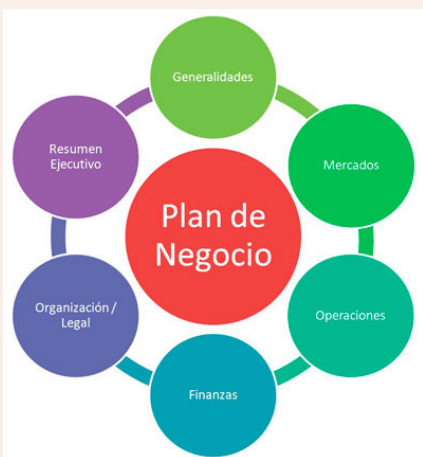 Generalidades
Mercados
Operaciones
Finanzas
Organización /
Legal
Resumen
Ejecutivo
Plan de
Negocio